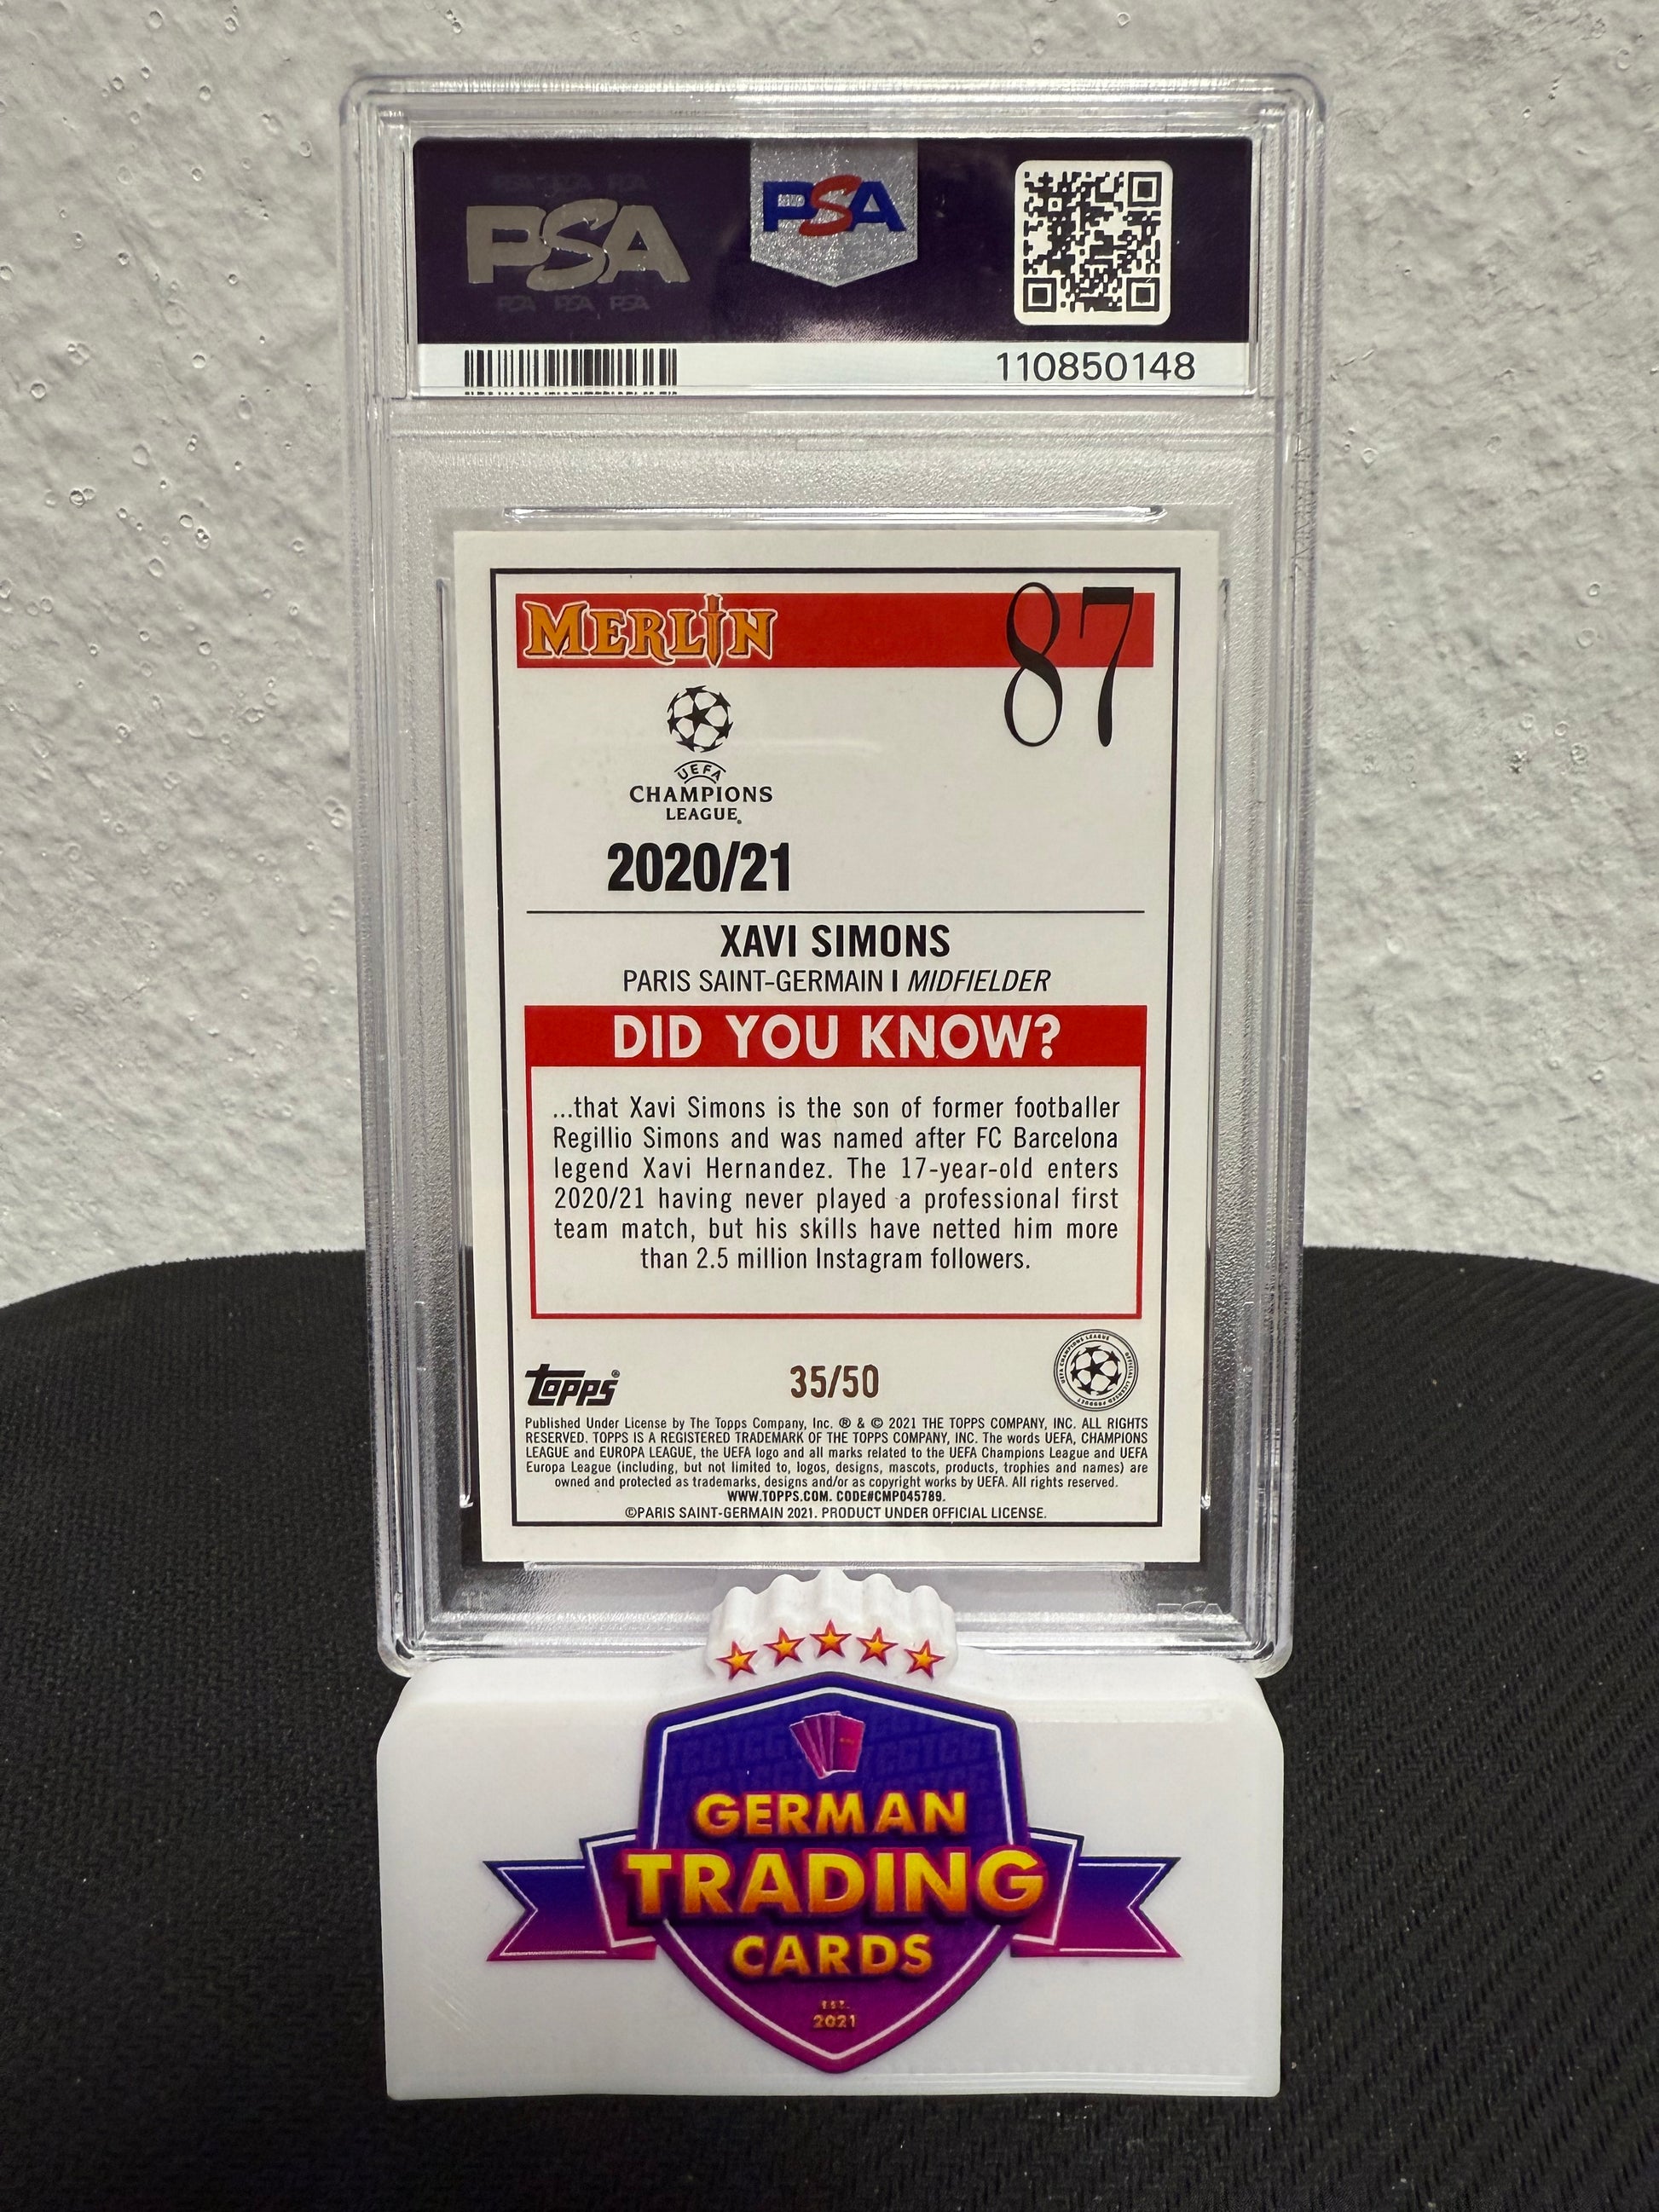 PSA
PSA
110850148
MERLIN
87
UEFA
CHAMPIONS
LEAGUE®
2020/21
XAVI SIMONS
PARIS SAINT-GERMAIN I MIDFIELDER
DID YOU KNOW?
...that Xavi Simons is the son of former footballer
Regillio Simons and was named after FC Barcelona
legend Xavi Hernandez. The 17-year-old enters
2020/21 having never played a professional first
team match, but his skills have netted him more
than 2.5 million Instagram followers.
topps®
35/50
UEFA CHAMPIONS LEAGUE OFFICIAL LICENSED PRODUCT
Published Under License by The Topps Company, Inc. ® & © 2021 THE TOPPS COMPANY, INC. ALL RIGHTS
RESERVED. TOPPS IS A REGISTERED TRADEMARK OF THE TOPPS COMPANY, INC. The words UEFA, CHAMPIONS
LEAGUE and EUROPA LEAGUE, the UEFA logo and all marks related to the UEFA Champions League and UEFA
Europa League (including, but not limited to, logos, designs, mascots, products, trophies and names) are
owned and protected as trademarks, designs and/or as copyright works by UEFA. All rights reserved.
WWW.TOPPS.COM. CODE#CMP045789.
©PARIS SAINT-GERMAIN 2021. PRODUCT UNDER OFFICIAL LICENSE.
PSA
GERMAN
TRADING
CARDS
EST.
2021